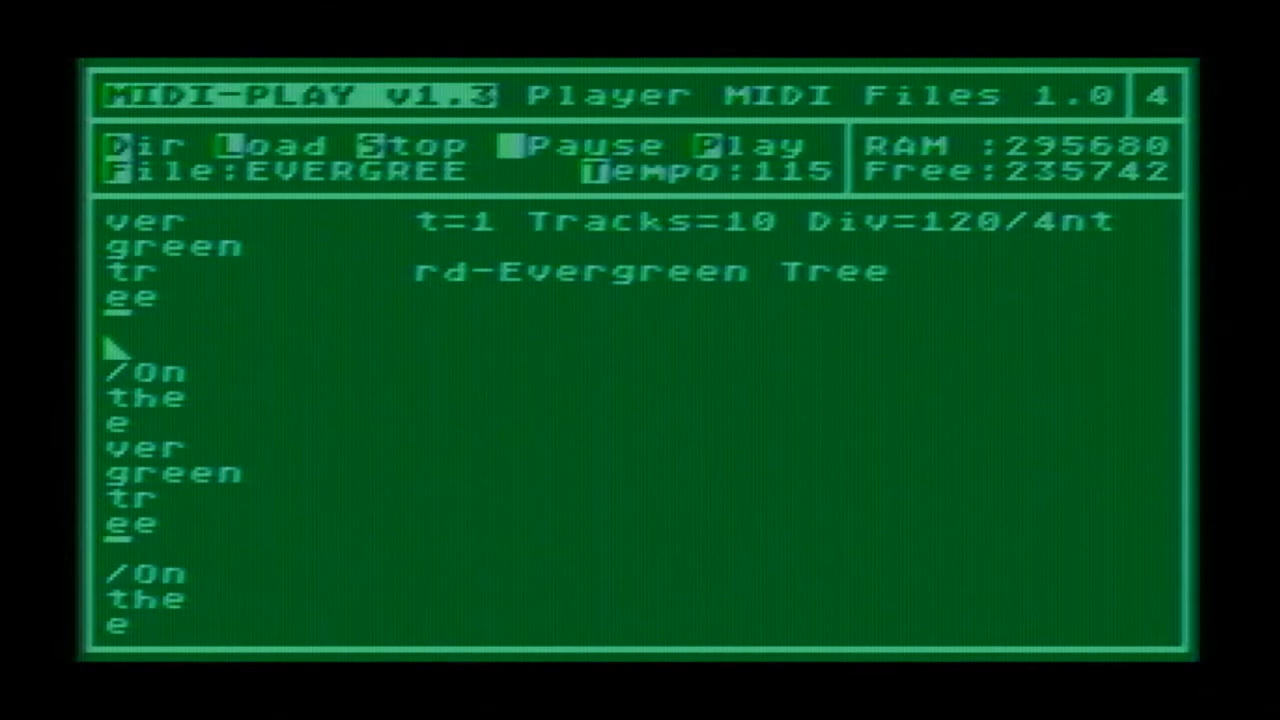 MIDI-PLAY v1.3 Player MIDI Files 1.0 4
Dir Load Stop Pause Play RAM :295680
File:EVERGREE Tempo:115 Free:235742
ver t=1 Tracks=10 Div=120/4nt
green
tr rd-Evergreen Tree
ee
/On
the
e
ver
green
tr
ee
/On
the
e